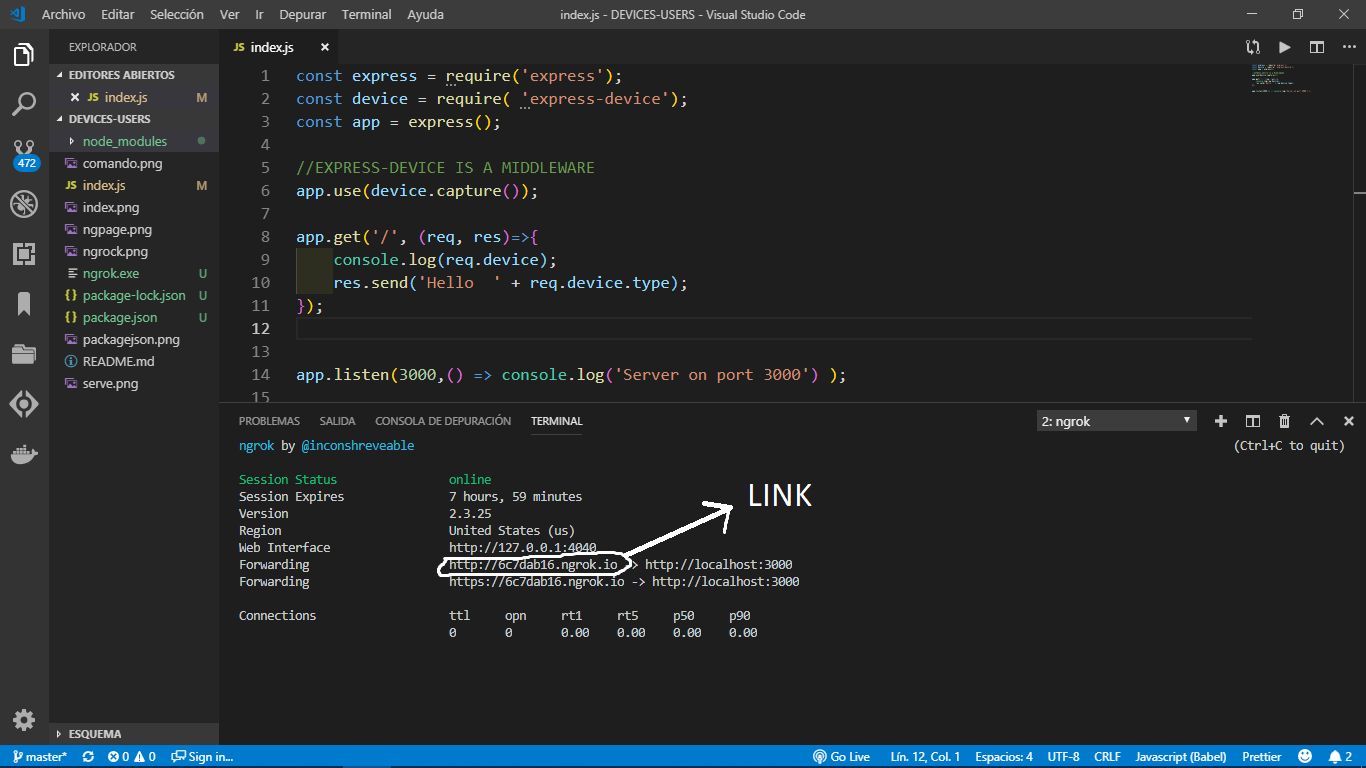 Archivo Editar Selección Ver Ir Depurar Terminal Ayuda index.js - DEVICES-USERS - Visual Studio Code
EXPLORADOR
EDITORES ABIERTOS
JS index.js M
DEVICES-USERS
node_modules
comando.png
JS index.js M
index.png
ngpage.png
ngrock.png
ngrok.exe U
{} package-lock.json U
{} package.json U
packagejson.png
README.md
serve.png
472
ESQUEMA
JS index.js
1 const express = require('express');
2 const device = require( 'express-device');
3 const app = express();
4
5 //EXPRESS-DEVICE IS A MIDDLEWARE
6 app.use(device.capture());
7
8 app.get('/', (req, res)=>{
9 console.log(req.device);
10 res.send('Hello  ' + req.device.type);
11 });
12
13
14 app.listen(3000,() => console.log('Server on port 3000') );
15
PROBLEMAS SALIDA CONSOLA DE DEPURACIÓN TERMINAL 2: ngrok
ngrok by @inconshreveable (Ctrl+C to quit)
Session Status online
Session Expires 7 hours, 59 minutes
Version 2.3.25
Region United States (us)
Web Interface http://127.0.0.1:4040
Forwarding http://6c7dab16.ngrok.io -> http://localhost:3000
Forwarding https://6c7dab16.ngrok.io -> http://localhost:3000
Connections ttl opn rt1 rt5 p50 p90
0 0 0.00 0.00 0.00 0.00
LINK
master* 0 0 Sign in... Go Live Lín. 12, Col. 1 Espacios: 4 UTF-8 CRLF Javascript (Babel) Prettier 2